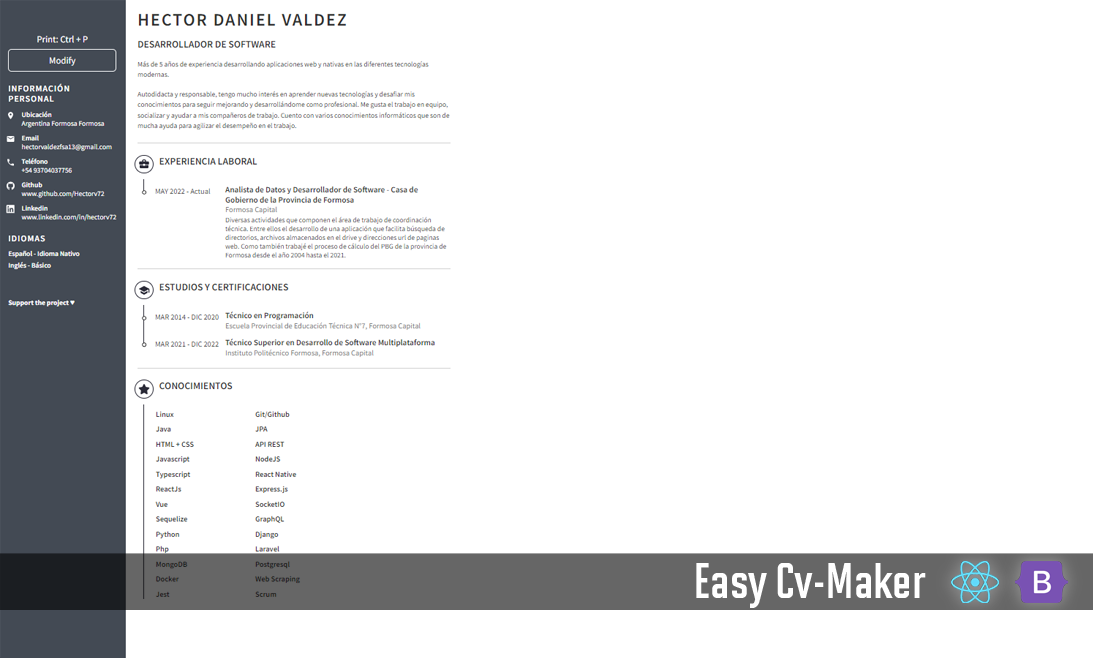 Print: Ctrl + P
Modify
INFORMACIÓN
PERSONAL
Ubicación
Argentina Formosa Formosa
Email
hectorvaldezfsa13@gmail.com
Teléfono
+54 93704037756
Github
www.github.com/Hectorv72
Linkedin
www.linkedin.com/in/hectorv72
IDIOMAS
Español - Idioma Nativo
Inglés - Básico
Support the project ♥
HECTOR DANIEL VALDEZ
DESARROLLADOR DE SOFTWARE
Más de 5 años de experiencia desarrollando aplicaciones web y nativas en las diferentes tecnologías
modernas.
Autodidacta y responsable, tengo mucho interés en aprender nuevas tecnologías y desafiar mis
conocimientos para seguir mejorando y desarrollándome como profesional. Me gusta el trabajo en equipo,
socializar y ayudar a mis compañeros de trabajo. Cuento con varios conocimientos informáticos que son de
mucha ayuda para agilizar el desempeño en el trabajo.
EXPERIENCIA LABORAL
MAY 2022 - Actual
Analista de Datos y Desarrollador de Software - Casa de
Gobierno de la Provincia de Formosa
Formosa Capital
Diversas actividades que componen el área de trabajo de coordinación
técnica. Entre ellos el desarrollo de una aplicación que facilita búsqueda de
directorios, archivos almacenados en el drive y direcciones url de paginas
web. Como también trabajé el proceso de cálculo del PBG de la provincia de
Formosa desde el año 2004 hasta el 2021.
ESTUDIOS Y CERTIFICACIONES
MAR 2014 - DIC 2020 Técnico en Programación
Escuela Provincial de Educación Técnica N°7, Formosa Capital
MAR 2021 - DIC 2022 Técnico Superior en Desarrollo de Software Multiplataforma
Instituto Politécnico Formosa, Formosa Capital
CONOCIMIENTOS
Linux Git/Github
Java JPA
HTML + CSS API REST
Javascript NodeJS
Typescript React Native
ReactJs Express.js
Vue SocketIO
Sequelize GraphQL
Python Django
Php Laravel
MongoDB Postgresql
Docker Web Scraping
Jest Scrum
Easy Cv-Maker
B